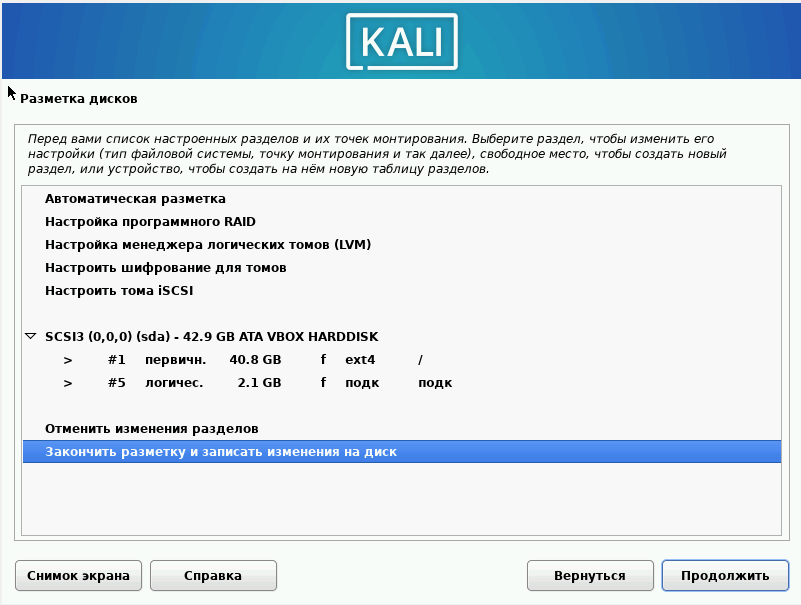 KALI
Разметка дисков
Перед вами список настроенных разделов и их точек монтирования. Выберите раздел, чтобы изменить его
настройки (тип файловой системы, точку монтирования и так далее), свободное место, чтобы создать новый
раздел, или устройство, чтобы создать на нём новую таблицу разделов.
Автоматическая разметка
Настройка программного RAID
Настройка менеджера логических томов (LVM)
Настроить шифрование для томов
Настроить тома iSCSI
SCSI3 (0,0,0) (sda) - 42.9 GB ATA VBOX HARDDISK
> #1 первичн. 40.8 GB f ext4 /
> #5 логичес. 2.1 GB f подк подк
Отменить изменения разделов
Закончить разметку и записать изменения на диск
Снимок экрана Справка Вернуться Продолжить